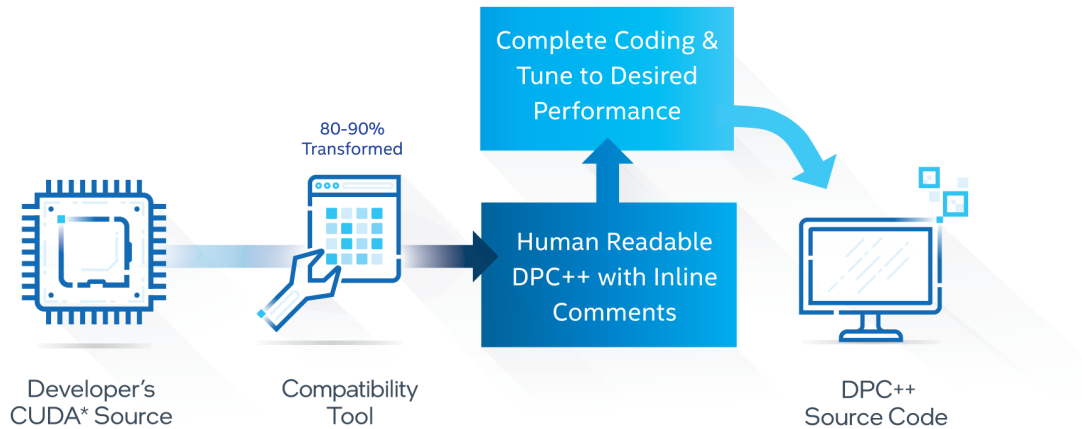 Complete Coding &
Tune to Desired
Performance
80-90%
Transformed
Human Readable
DPC++ with Inline
Comments
Developer's
CUDA* Source
Compatibility
Tool
DPC++
Source Code